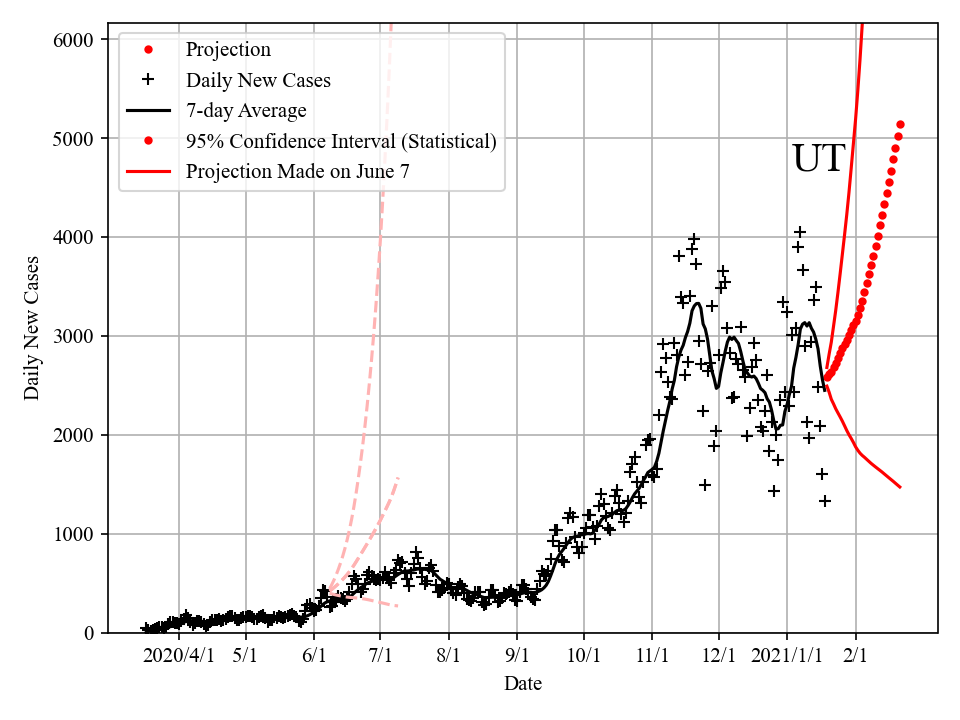 6000
5000
4000
3000
2000
1000
0
Daily New Cases
Projection
Daily New Cases
7-day Average
95% Confidence Interval (Statistical)
Projection Made on June 7
UT
2020/4/1 5/1 6/1 7/1 8/1 9/1 10/1 11/1 12/1 2021/1/1 2/1
Date